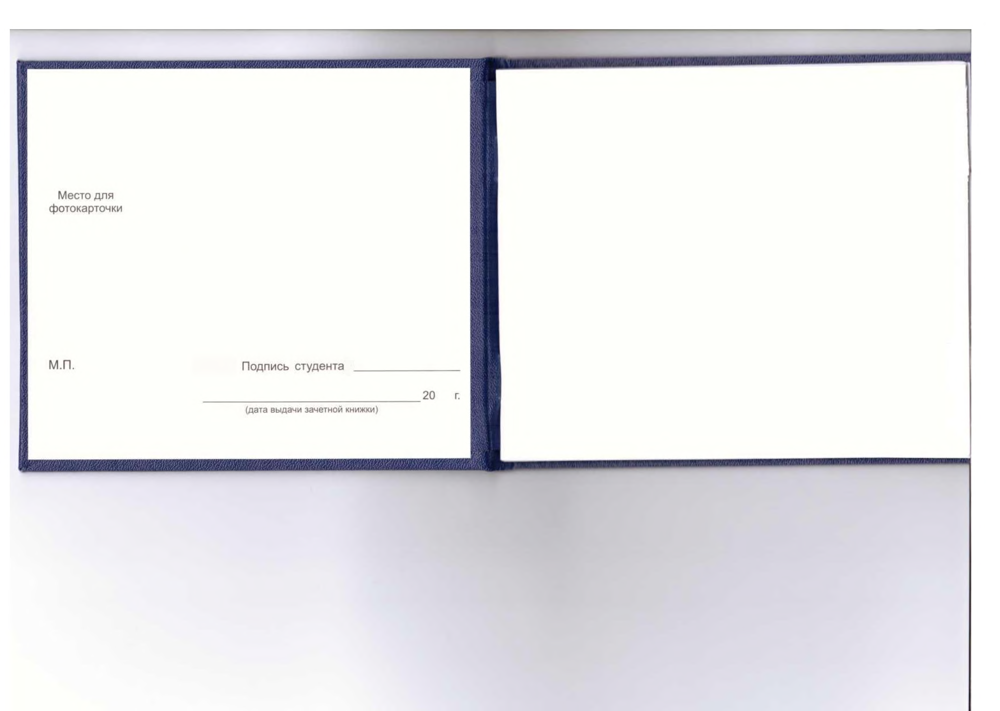 Место для
фотокарточки
М.П.
Подпись студента
20 г.
(дата выдачи зачетной книжки)